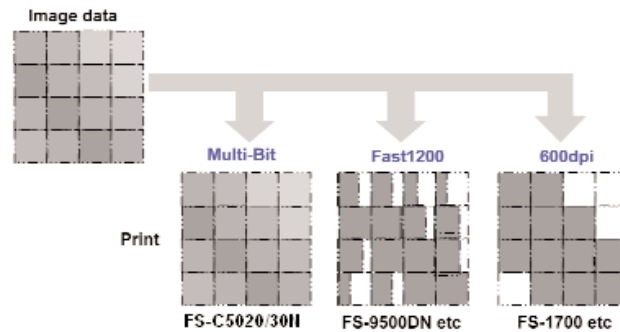 Image data
Multi-Bit
Fast1200
600dpi
Print
FS-C5020/30N
FS-9500DN etc
FS-1700 etc